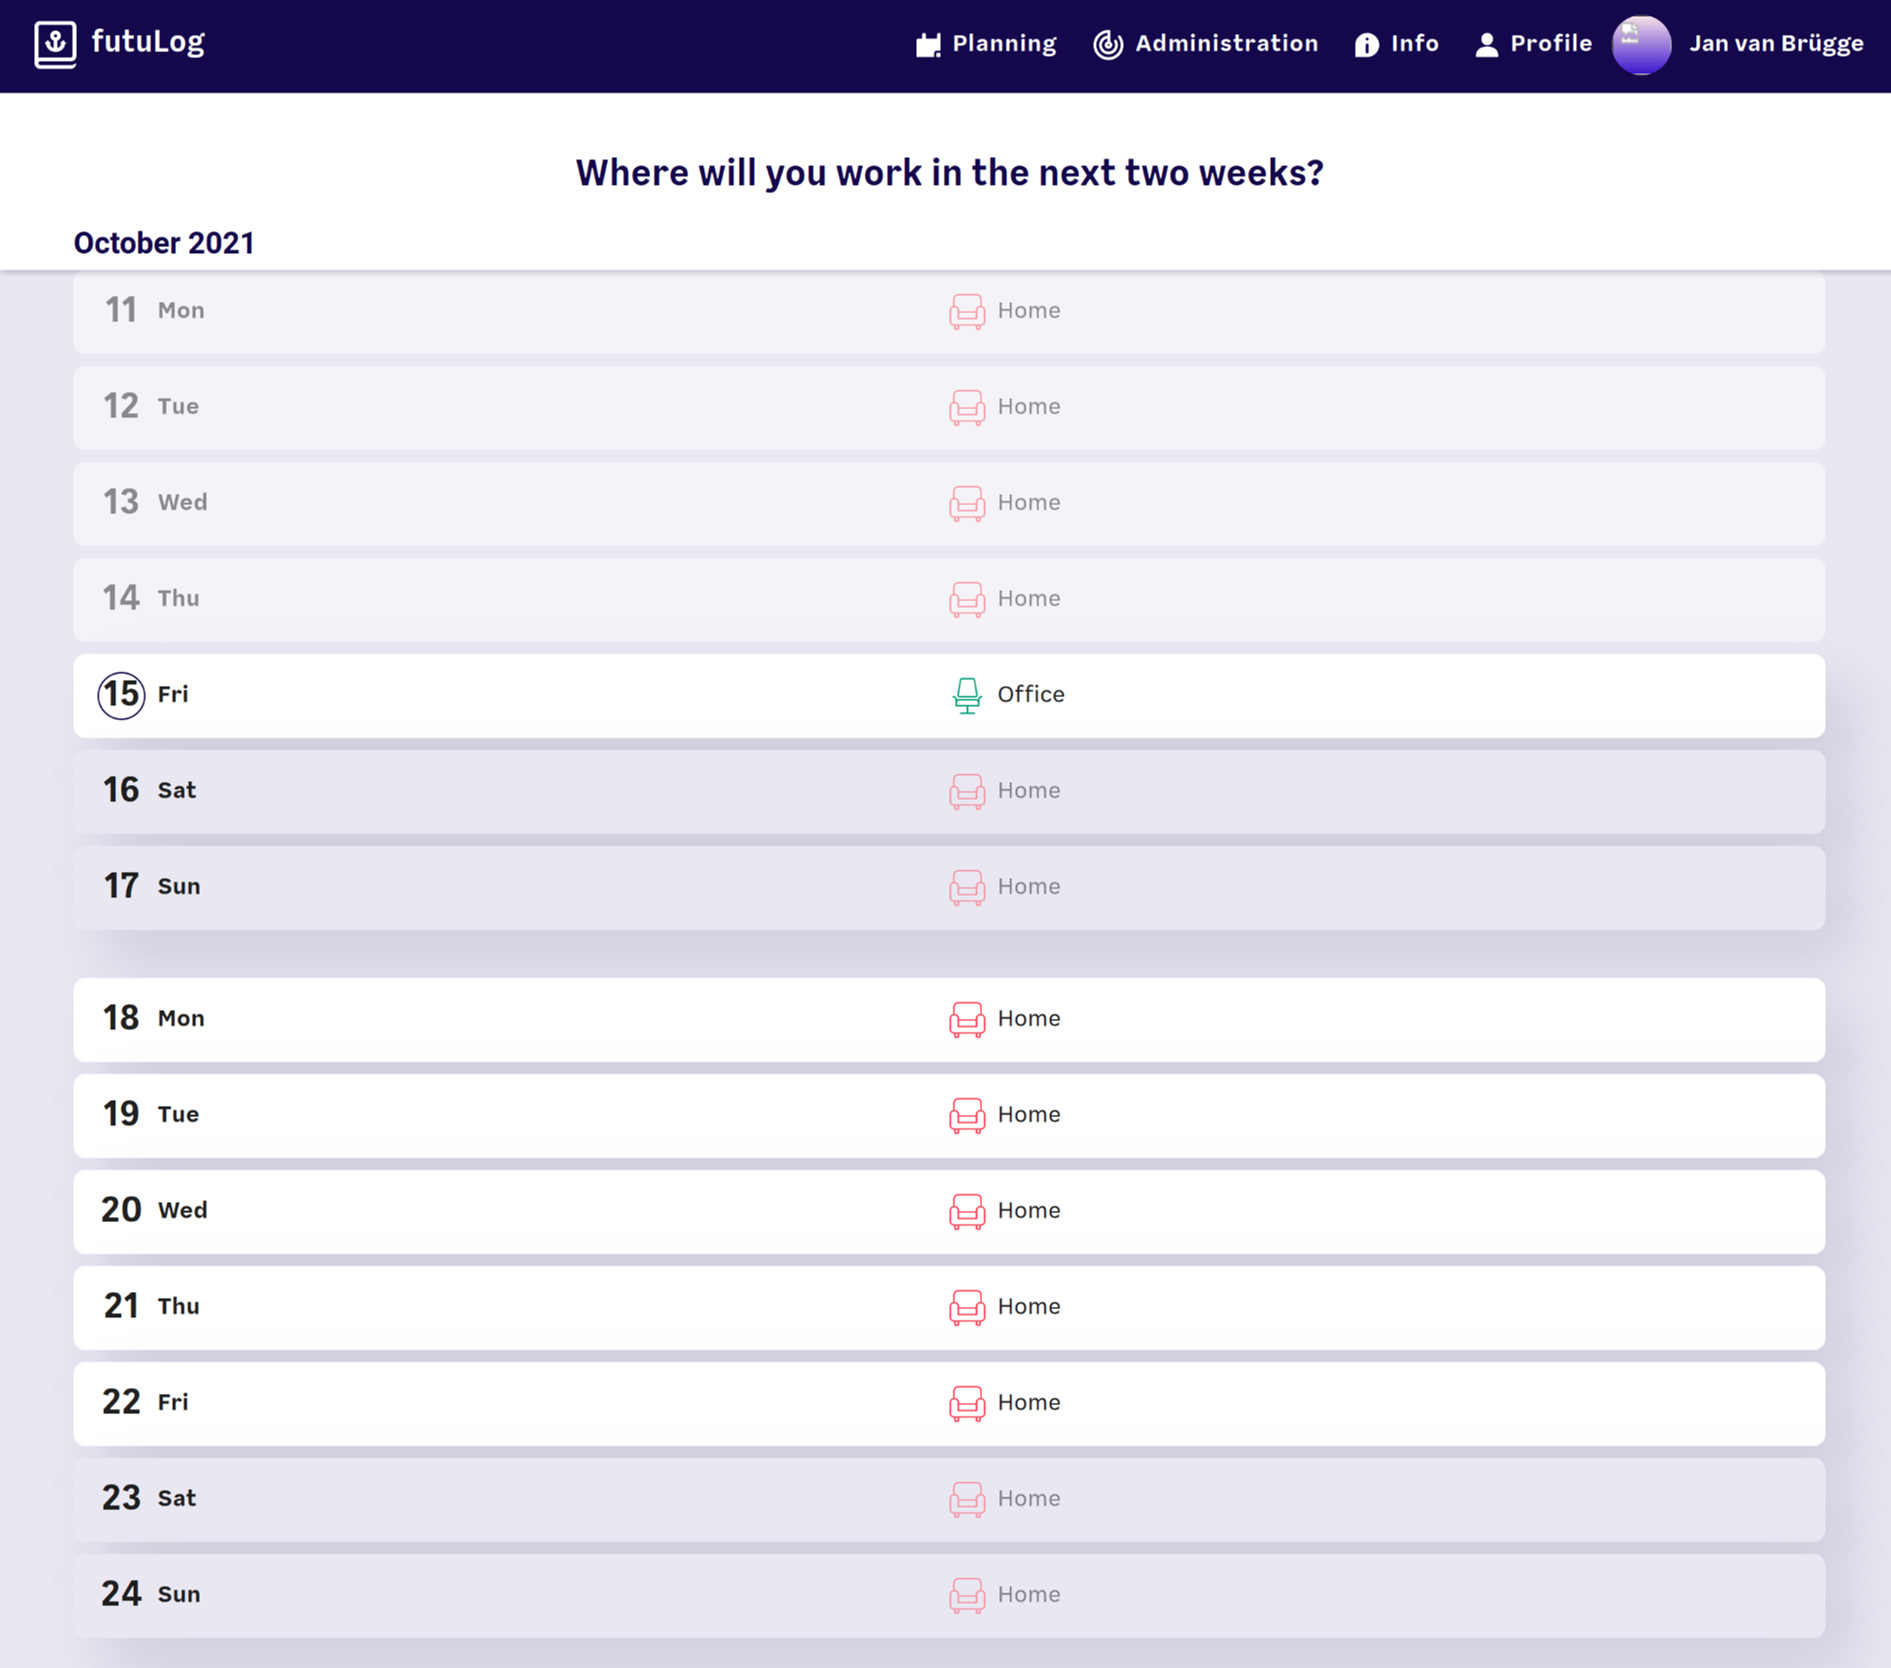 futuLog
Planning Administration Info Profile Jan van Brügge
Where will you work in the next two weeks?
October 2021
11 Mon Home
12 Tue Home
13 Wed Home
14 Thu Home
15 Fri Office
16 Sat Home
17 Sun Home
18 Mon Home
19 Tue Home
20 Wed Home
21 Thu Home
22 Fri Home
23 Sat Home
24 Sun Home